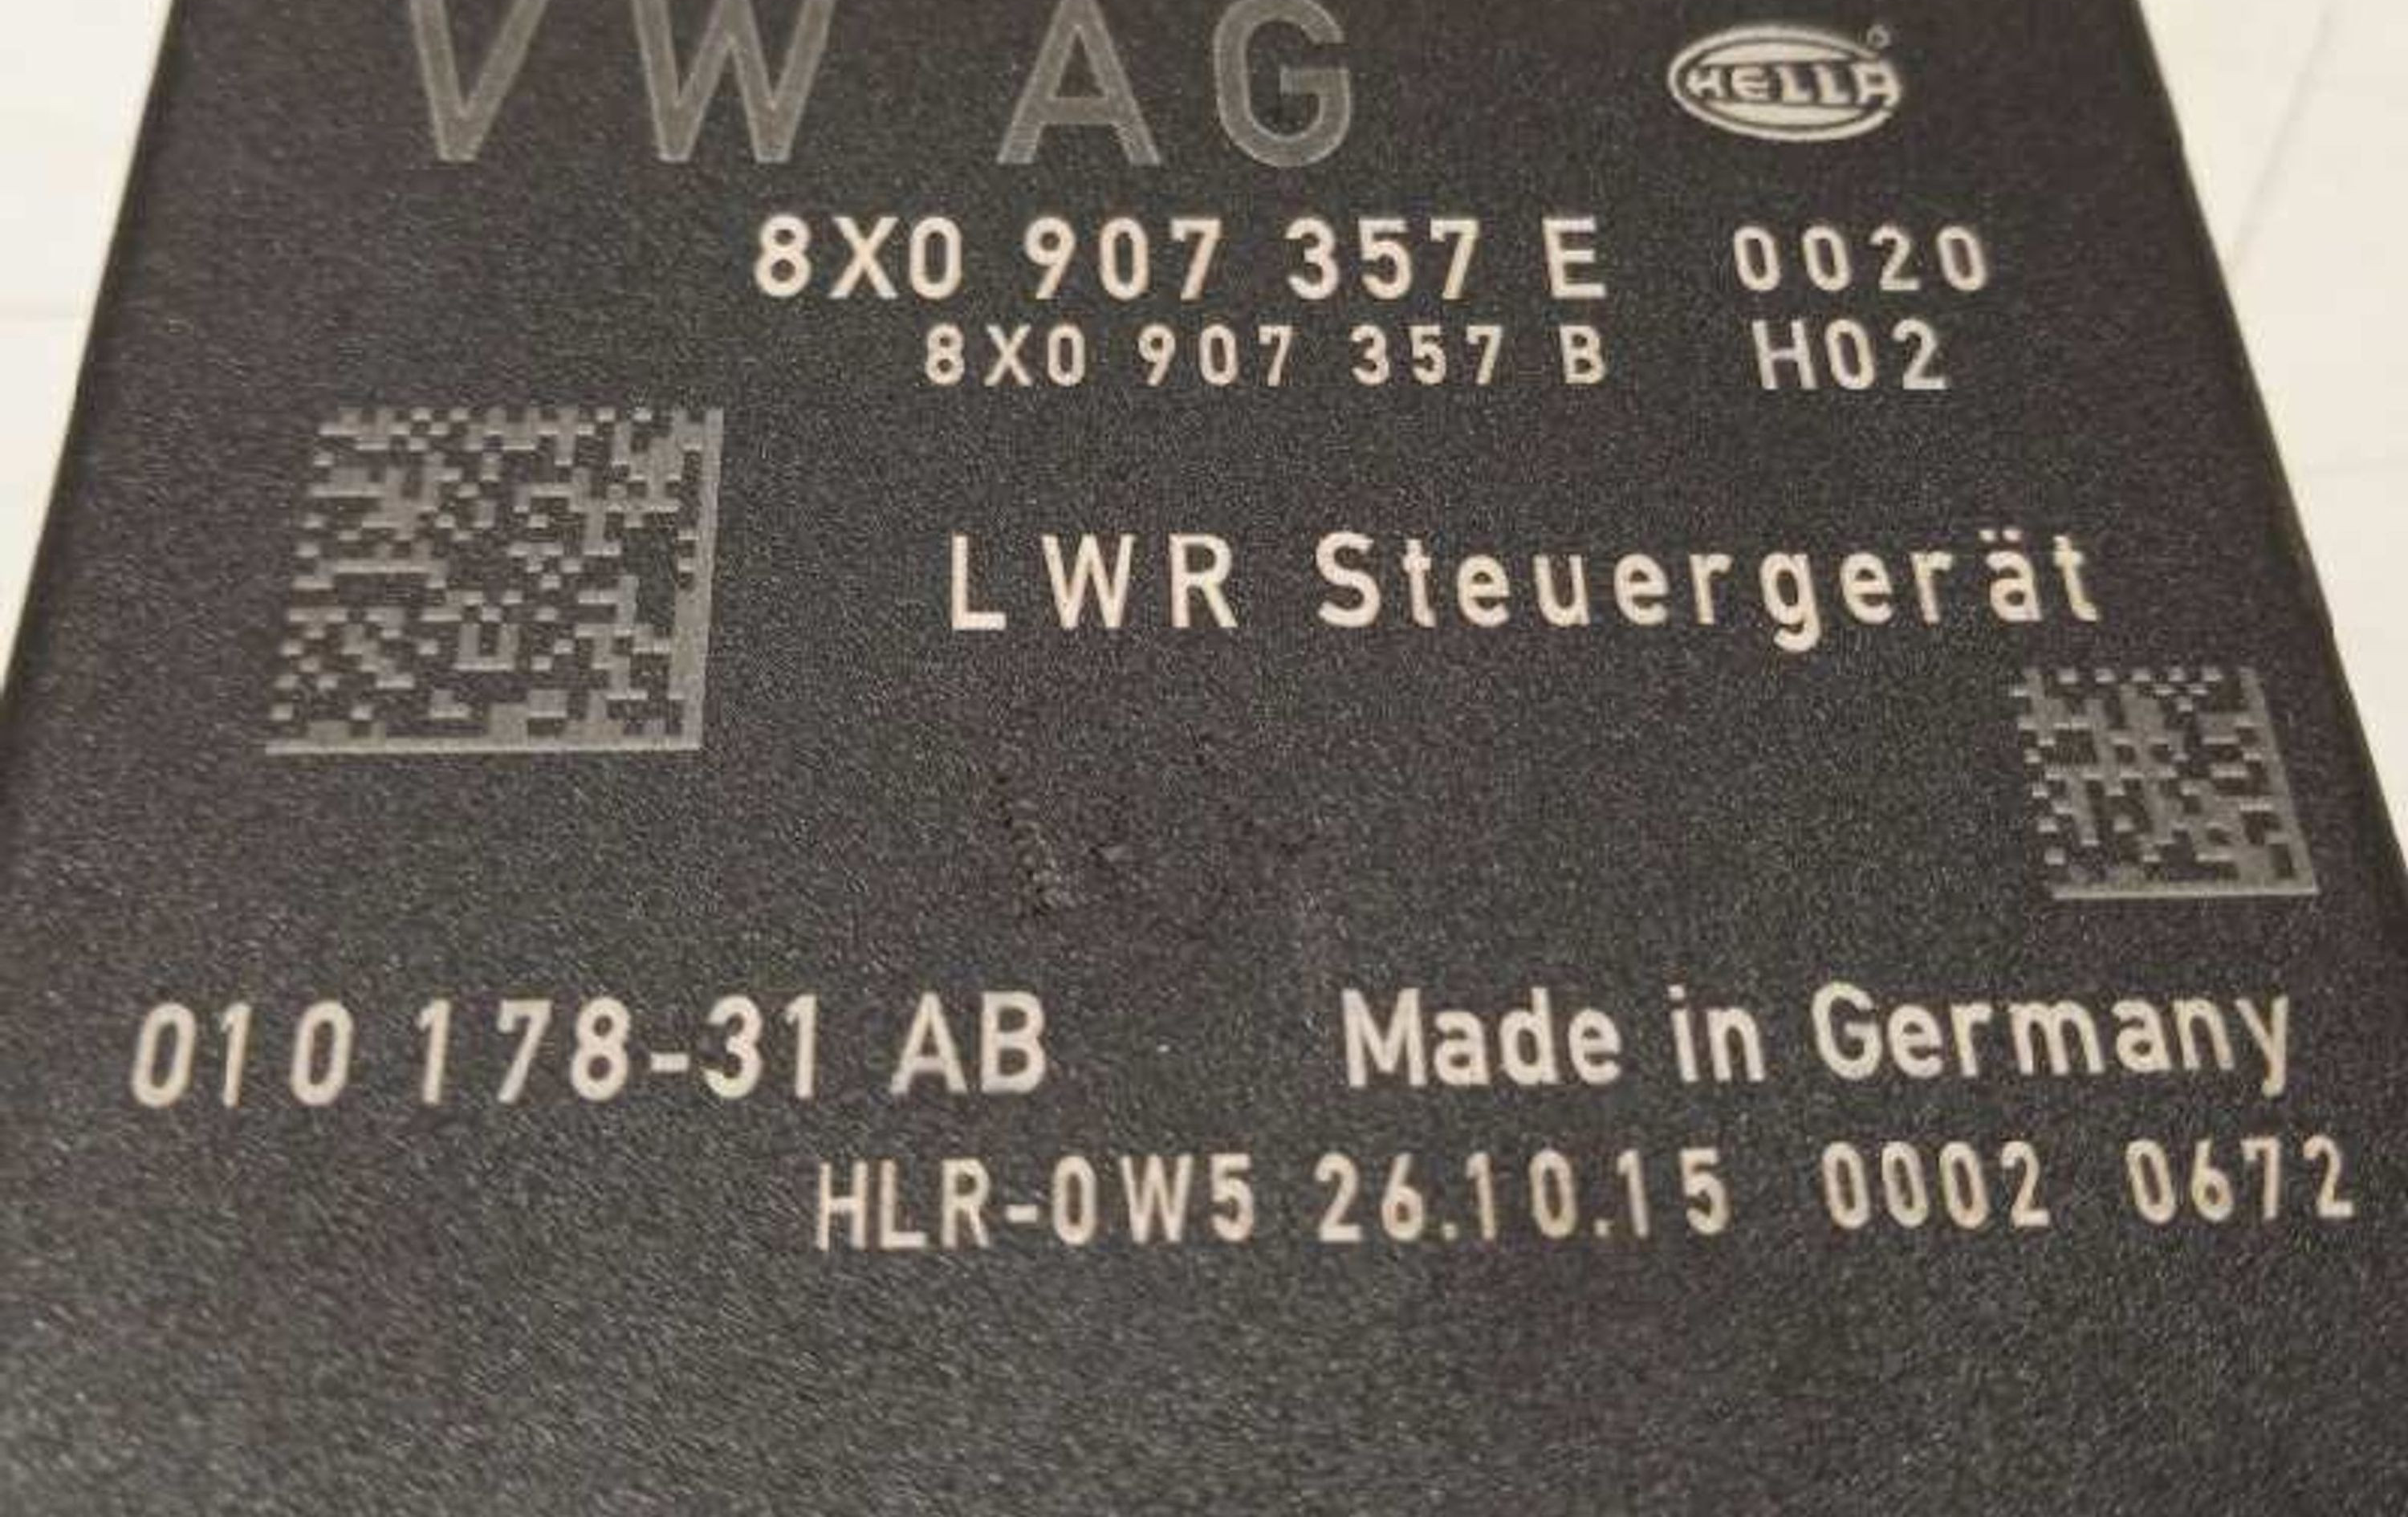 VW AG HELLA
8X0 907 357 E 0020
8X0 907 357 B H02
LWR Steuergerät
010 178-31 AB Made in Germany
HLR-0W5 26.10.15 0002 0672